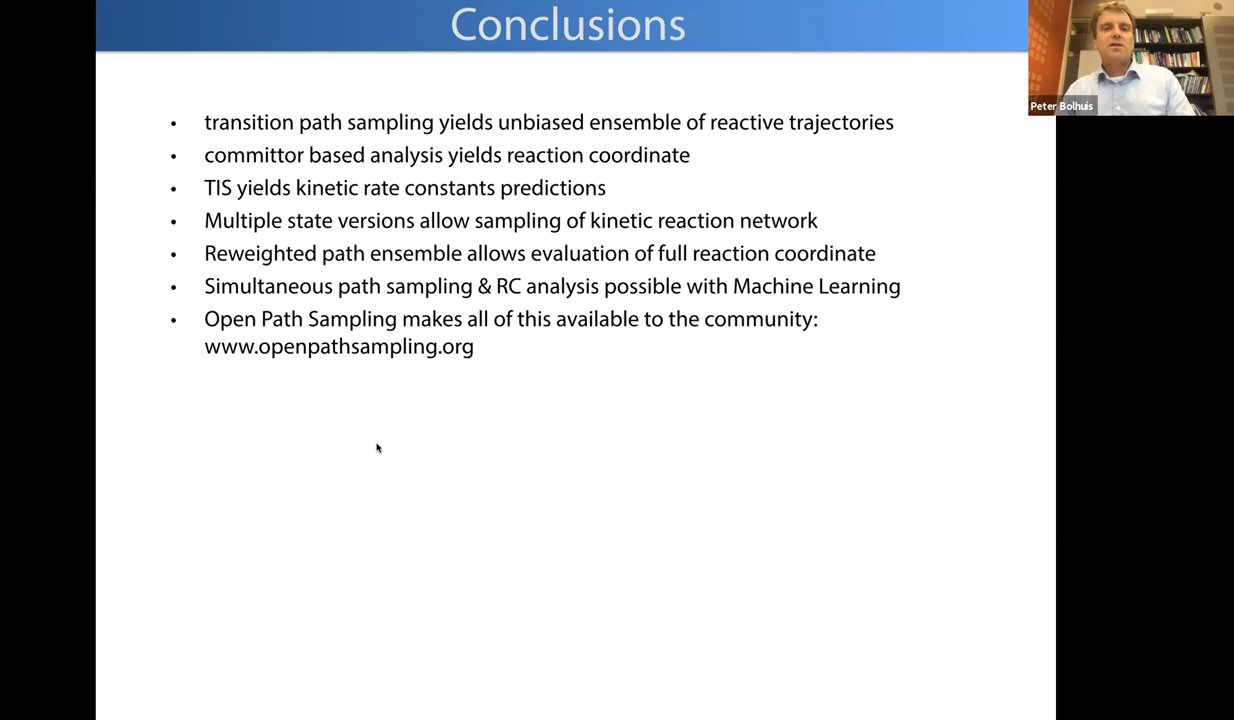 Conclusions
Peter Bolhuis
• transition path sampling yields unbiased ensemble of reactive trajectories
• committor based analysis yields reaction coordinate
• TIS yields kinetic rate constants predictions
• Multiple state versions allow sampling of kinetic reaction network
• Reweighted path ensemble allows evaluation of full reaction coordinate
• Simultaneous path sampling & RC analysis possible with Machine Learning
• Open Path Sampling makes all of this available to the community:
www.openpathsampling.org